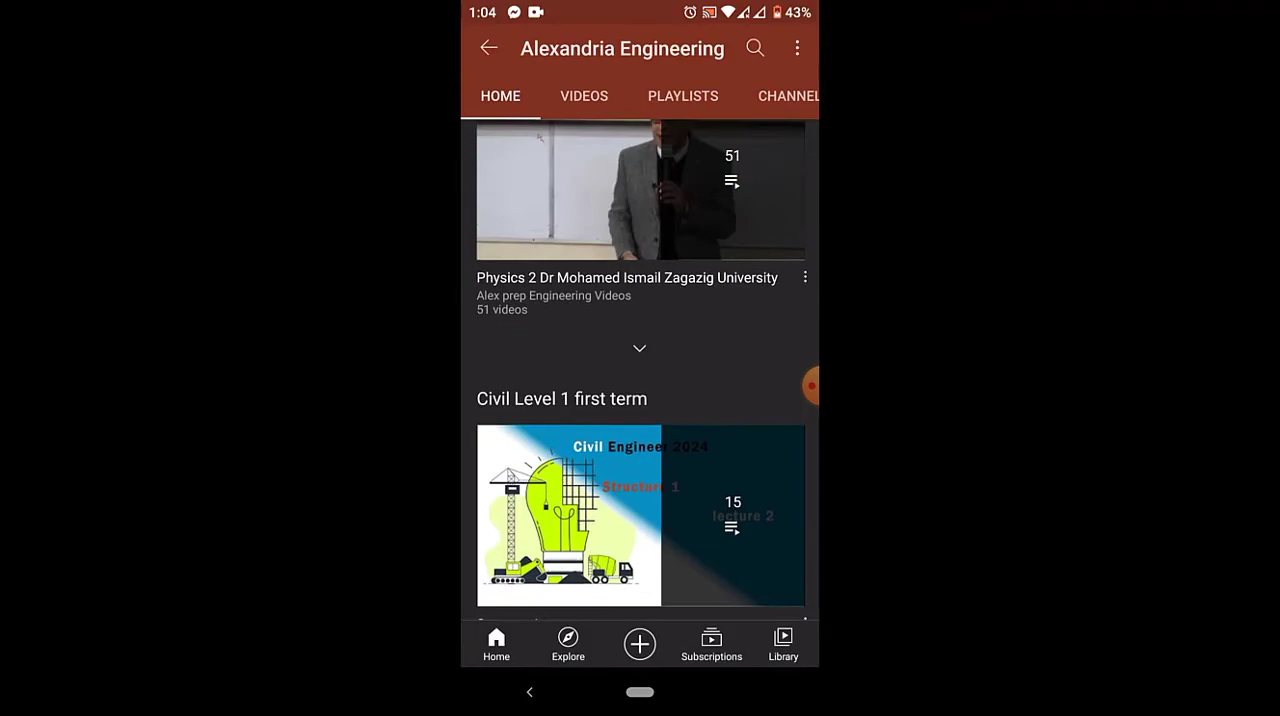 1:04
43%
Alexandria Engineering
HOME
VIDEOS
PLAYLISTS
CHANNEL
51
Physics 2 Dr Mohamed Ismail Zagazig University
Alex prep Engineering Videos
51 videos
Civil Level 1 first term
Civil Engineer 2024
Structure 1
15
lecture 2
Home
Explore
Subscriptions
Library